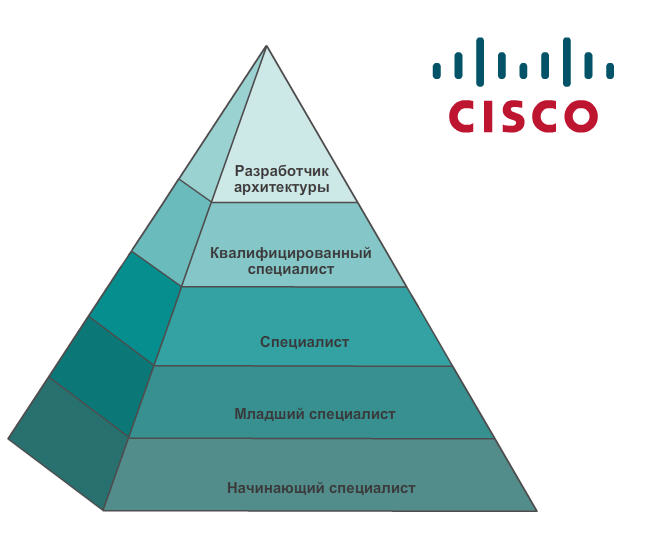 CISCO
Разработчик
архитектуры
Квалифицированный
специалист
Специалист
Младший специалист
Начинающий специалист